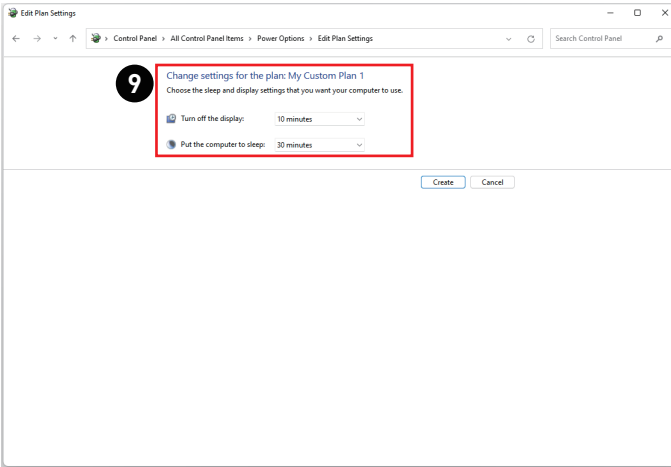 Edit Plan Settings
Control Panel > All Control Panel Items > Power Options > Edit Plan Settings
Search Control Panel
9
Change settings for the plan: My Custom Plan 1
Choose the sleep and display settings that you want your computer to use.
Turn off the display: 10 minutes
Put the computer to sleep: 30 minutes
Create Cancel